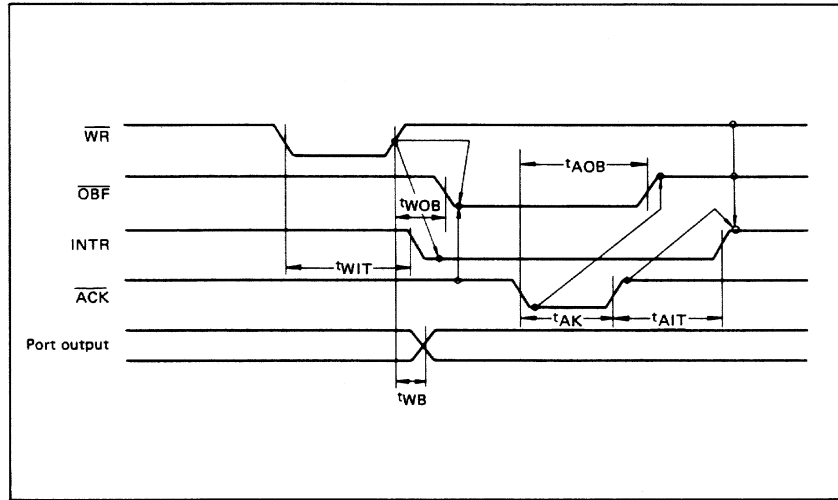 WR
tAOB
OBF
tWOB
INTR
tWIT
ACK
tAK
tAIT
Port output
tWB